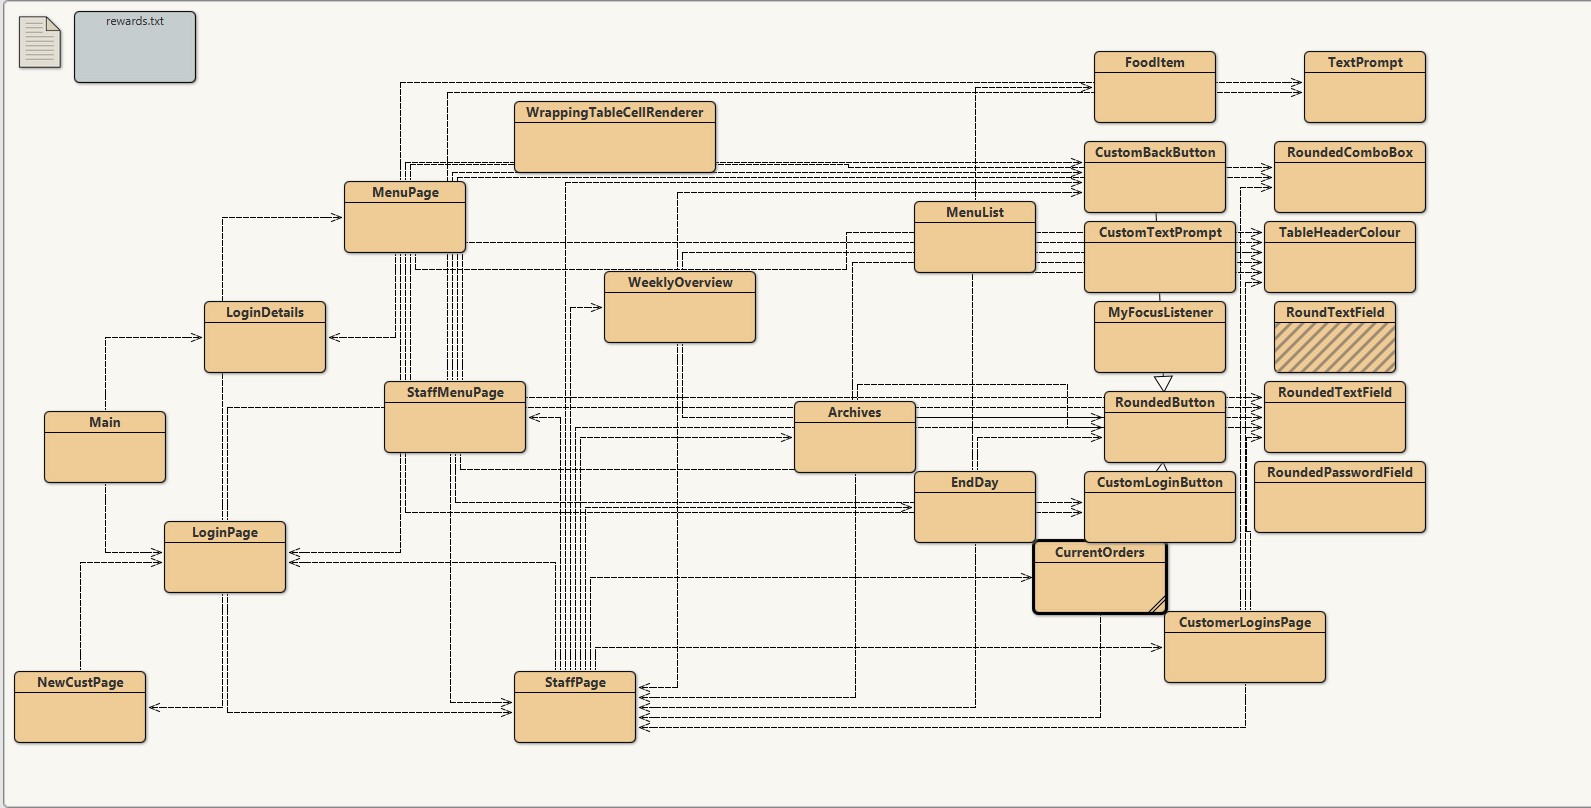 rewards.txt
FoodItem
TextPrompt
WrappingTableCellRenderer
CustomBackButton
RoundedComboBox
MenuPage
MenuList
CustomTextPrompt
TableHeaderColour
WeeklyOverview
LoginDetails
MyFocusListener
RoundTextField
StaffMenuPage
RoundedTextField
RoundedButton
Archives
Main
RoundedPasswordField
EndDay
CustomLoginButton
LoginPage
CurrentOrders
CustomerLoginsPage
NewCustPage
StaffPage